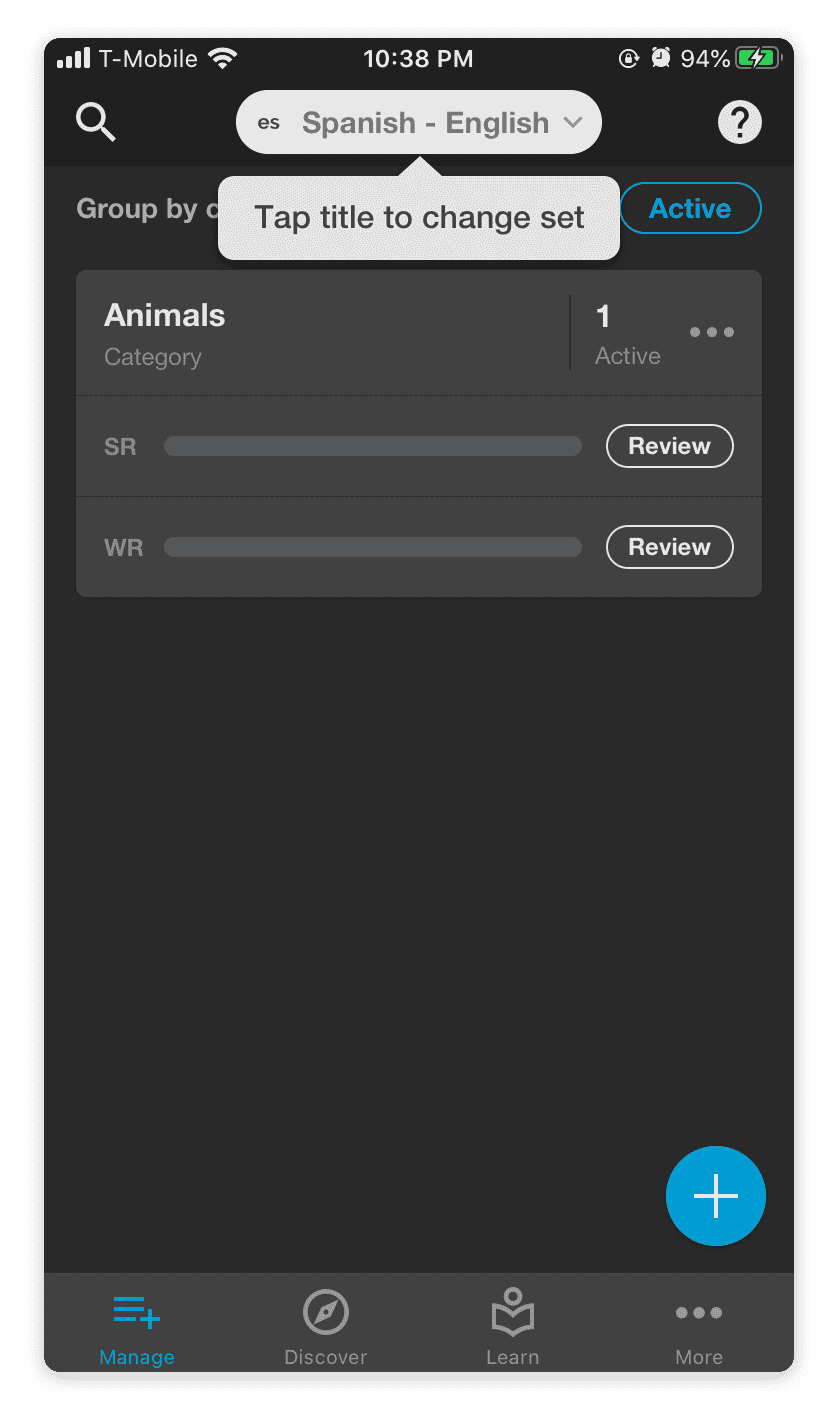 T-Mobile 10:38 PM 94%
es Spanish - English ?
Group by Active
Tap title to change set
Animals 1
Category Active
SR Review
WR Review
Manage Discover Learn More